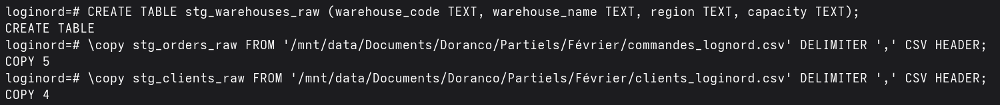 loginord=# CREATE TABLE stg_warehouses_raw (warehouse_code TEXT, warehouse_name TEXT, region TEXT, capacity TEXT);
CREATE TABLE
loginord=# \copy stg_orders_raw FROM '/mnt/data/Documents/Doranco/Partiels/Février/commandes_lognord.csv' DELIMITER ',' CSV HEADER;
COPY 5
loginord=# \copy stg_clients_raw FROM '/mnt/data/Documents/Doranco/Partiels/Février/clients_loginord.csv' DELIMITER ',' CSV HEADER;
COPY 4